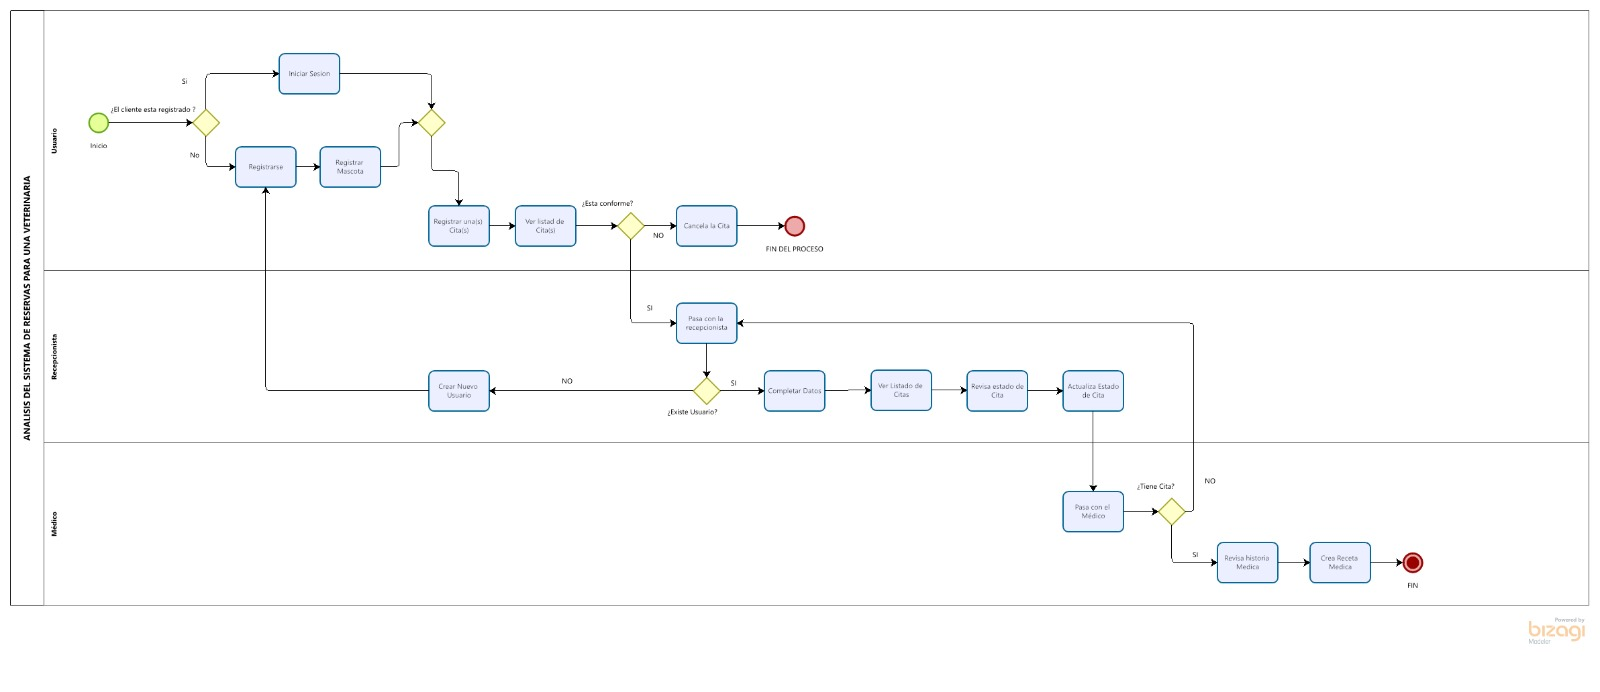 ANALISIS DEL SISTEMA DE RESERVAS PARA UNA VETERINARIA
Usuario
Inicio
¿El cliente esta registrado ?
Si
No
Iniciar Sesion
Registrarse
Registrar
Mascota
Registrar una(s)
Cita(s)
Ver listad de
Cita(s)
¿Esta conforme?
NO
Cancela la Cita
FIN DEL PROCESO
SI
Recepcionista
Pasa con la
recepcionista
Crear Nuevo
Usuario
NO
¿Existe Usuario?
SI
Completar Datos
Ver Listado de
Citas
Revisa estado de
Cita
Actualiza Estado
de Cita
Médico
Pasa con el
Médico
¿Tiene Cita?
NO
SI
Revisa historia
Medica
Crea Receta
Medica
FIN
Powered by
bizagi
Modeler